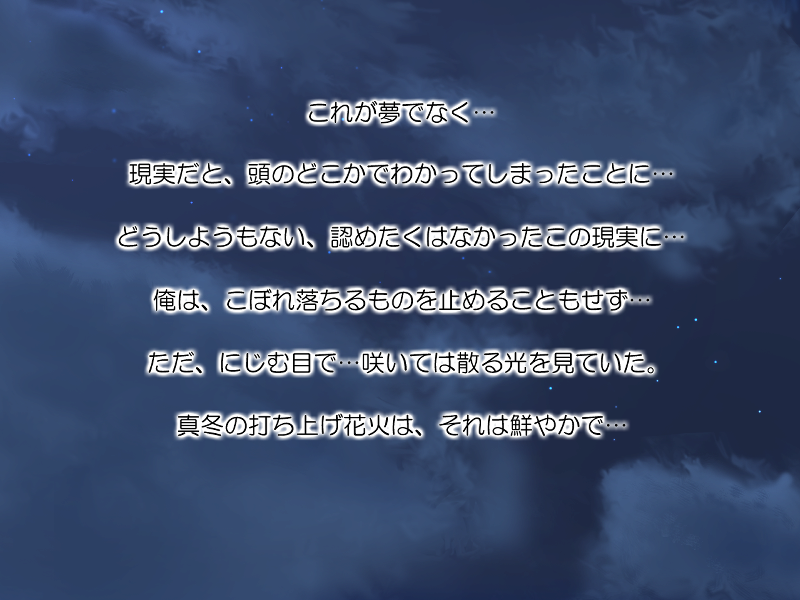 これが夢でなく…
現実だと、頭のどこかでわかってしまったことに…
どうしようもない、認めたくはなかったこの現実に…
俺は、こぼれ落ちるものを止めることもせず…
ただ、にじむ目で…咲いては散る光を見ていた。
真冬の打ち上げ花火は、それは鮮やかで…